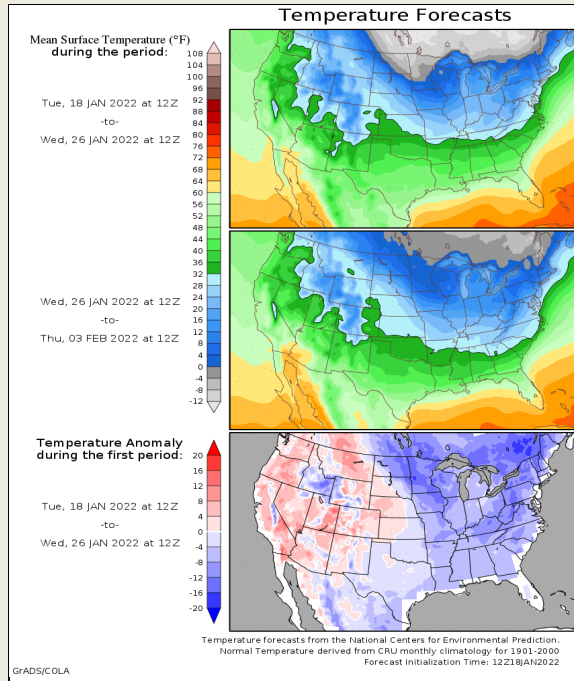 Temperature Forecasts
Mean Surface Temperature (°F)
during the period:
Tue, 18 JAN 2022 at 12Z
-to-
Wed, 26 JAN 2022 at 12Z
108
104
100
96
92
88
84
80
76
72
68
64
60
56
52
48
44
40
36
32
28
24
20
16
12
8
4
0
-4
-8
-12
Wed, 26 JAN 2022 at 12Z
-to-
Thu, 03 FEB 2022 at 12Z
Temperature Anomaly
during the first period:
Tue, 18 JAN 2022 at 12Z
-to-
Wed, 26 JAN 2022 at 12Z
20
16
12
8
4
0
-4
-8
-12
-16
-20
Temperature forecasts from the National Centers for Environmental Prediction.
Normal Temperature derived from CRU monthly climatology for 1901-2000
Forecast Initialization Time: 12Z18JAN2022
GrADS/COLA